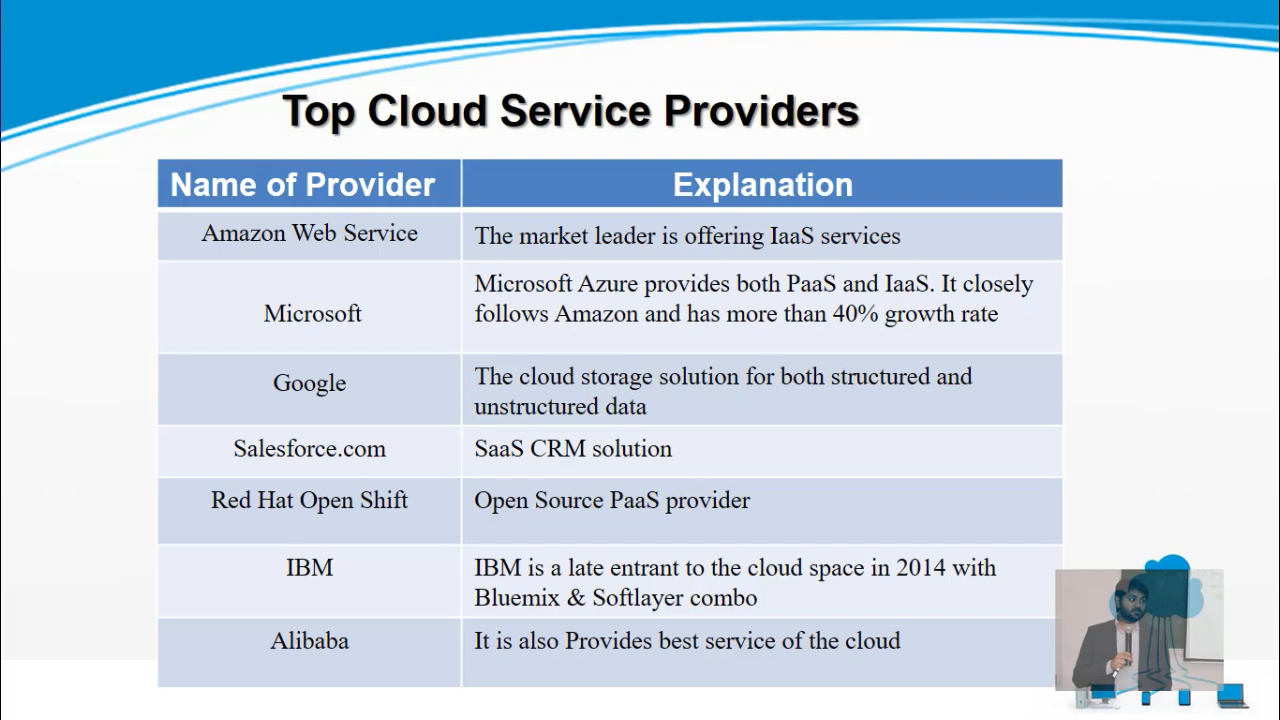 Top Cloud Service Providers
Name of Provider
Explanation
Amazon Web Service
The market leader is offering IaaS services
Microsoft
Microsoft Azure provides both PaaS and IaaS. It closely
follows Amazon and has more than 40% growth rate
Google
The cloud storage solution for both structured and
unstructured data
Salesforce.com
SaaS CRM solution
Red Hat Open Shift
Open Source PaaS provider
IBM
IBM is a late entrant to the cloud space in 2014 with
Bluemix & Softlayer combo
Alibaba
It is also Provides best service of the cloud